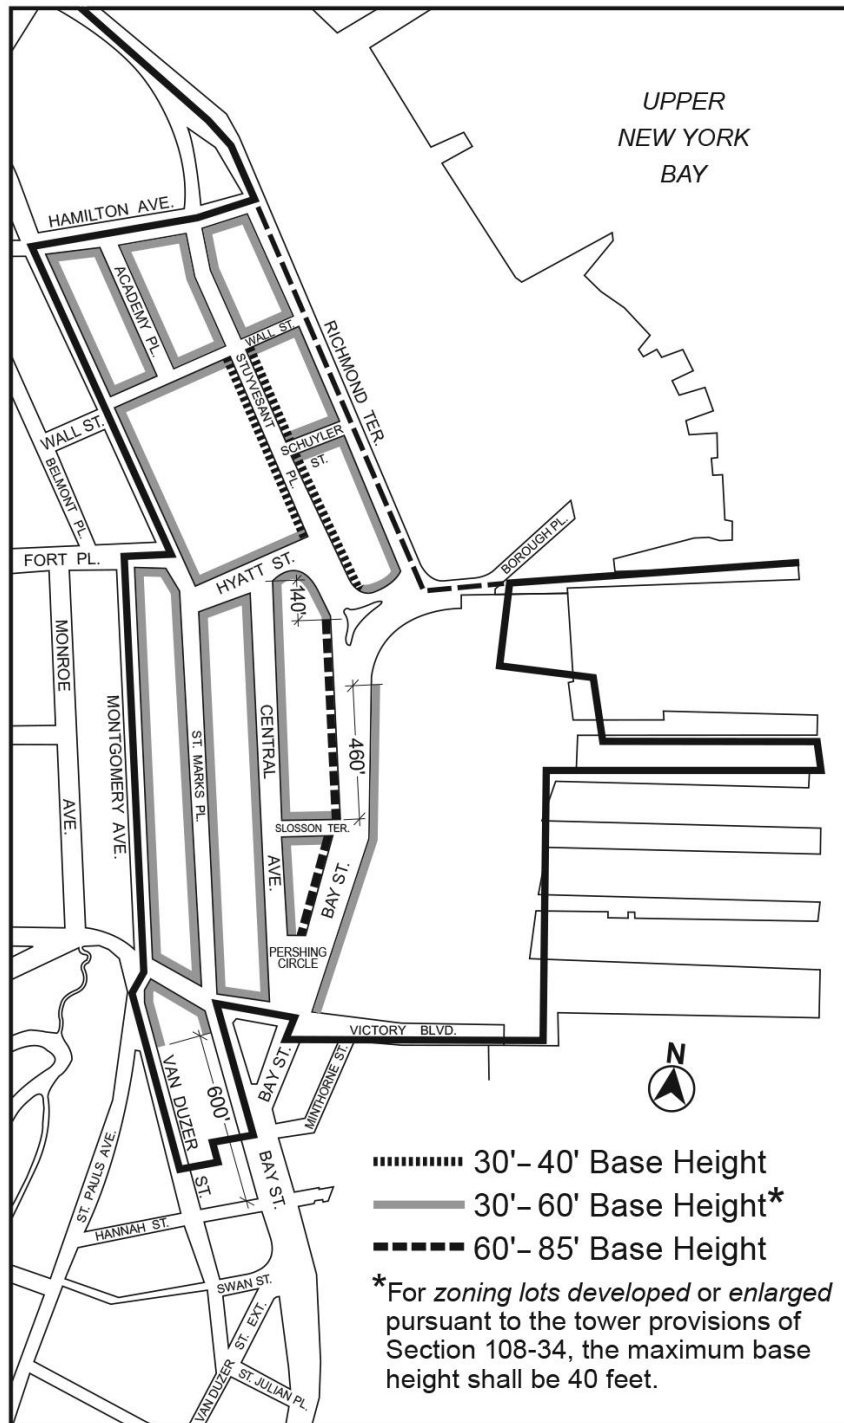 UPPER
NEW YORK
BAY
HAMILTON AVE.
ACADEMY PL.
WALL ST.
STUYVESANT
PL.
RICHMOND TER.
SCHUYLER
ST.
WALL ST.
BELMONT PL.
BOROUGH PL.
FORT PL.
HYATT ST.
140'
MONROE
AVE.
MONTGOMERY AVE.
ST. MARKS PL.
CENTRAL
AVE.
460'
SLOSSON TER.
BAY ST.
PERSHING
CIRCLE
VICTORY BLVD.
VAN DUZER
ST.
600'
BAY ST.
MINTHORNE ST.
N
BAY ST.
ST. PAULS AVE.
HANNAH ST.
SWAN ST.
VAN DUZER
ST. EXT.
ST. JULIAN PL.
30'–40' Base Height
30'–60' Base Height*
60'–85' Base Height
*For zoning lots developed or enlarged
pursuant to the tower provisions of
Section 108-34, the maximum base
height shall be 40 feet.